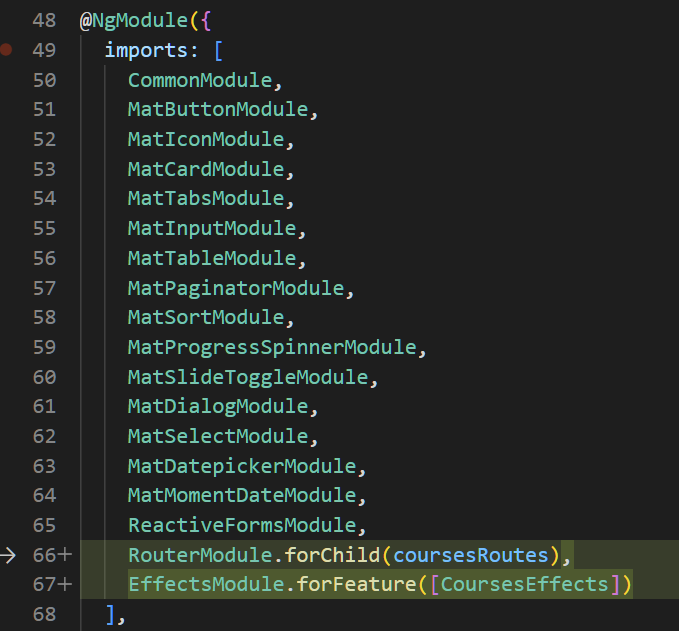 48 @NgModule({
49 imports: [
50 CommonModule,
51 MatButtonModule,
52 MatIconModule,
53 MatCardModule,
54 MatTabsModule,
55 MatInputModule,
56 MatTableModule,
57 MatPaginatorModule,
58 MatSortModule,
59 MatProgressSpinnerModule,
60 MatSlideToggleModule,
61 MatDialogModule,
62 MatSelectModule,
63 MatDatepickerModule,
64 MatMomentDateModule,
65 ReactiveFormsModule,
66+ RouterModule.forChild(coursesRoutes),
67+ EffectsModule.forFeature([CoursesEffects])
68 ],